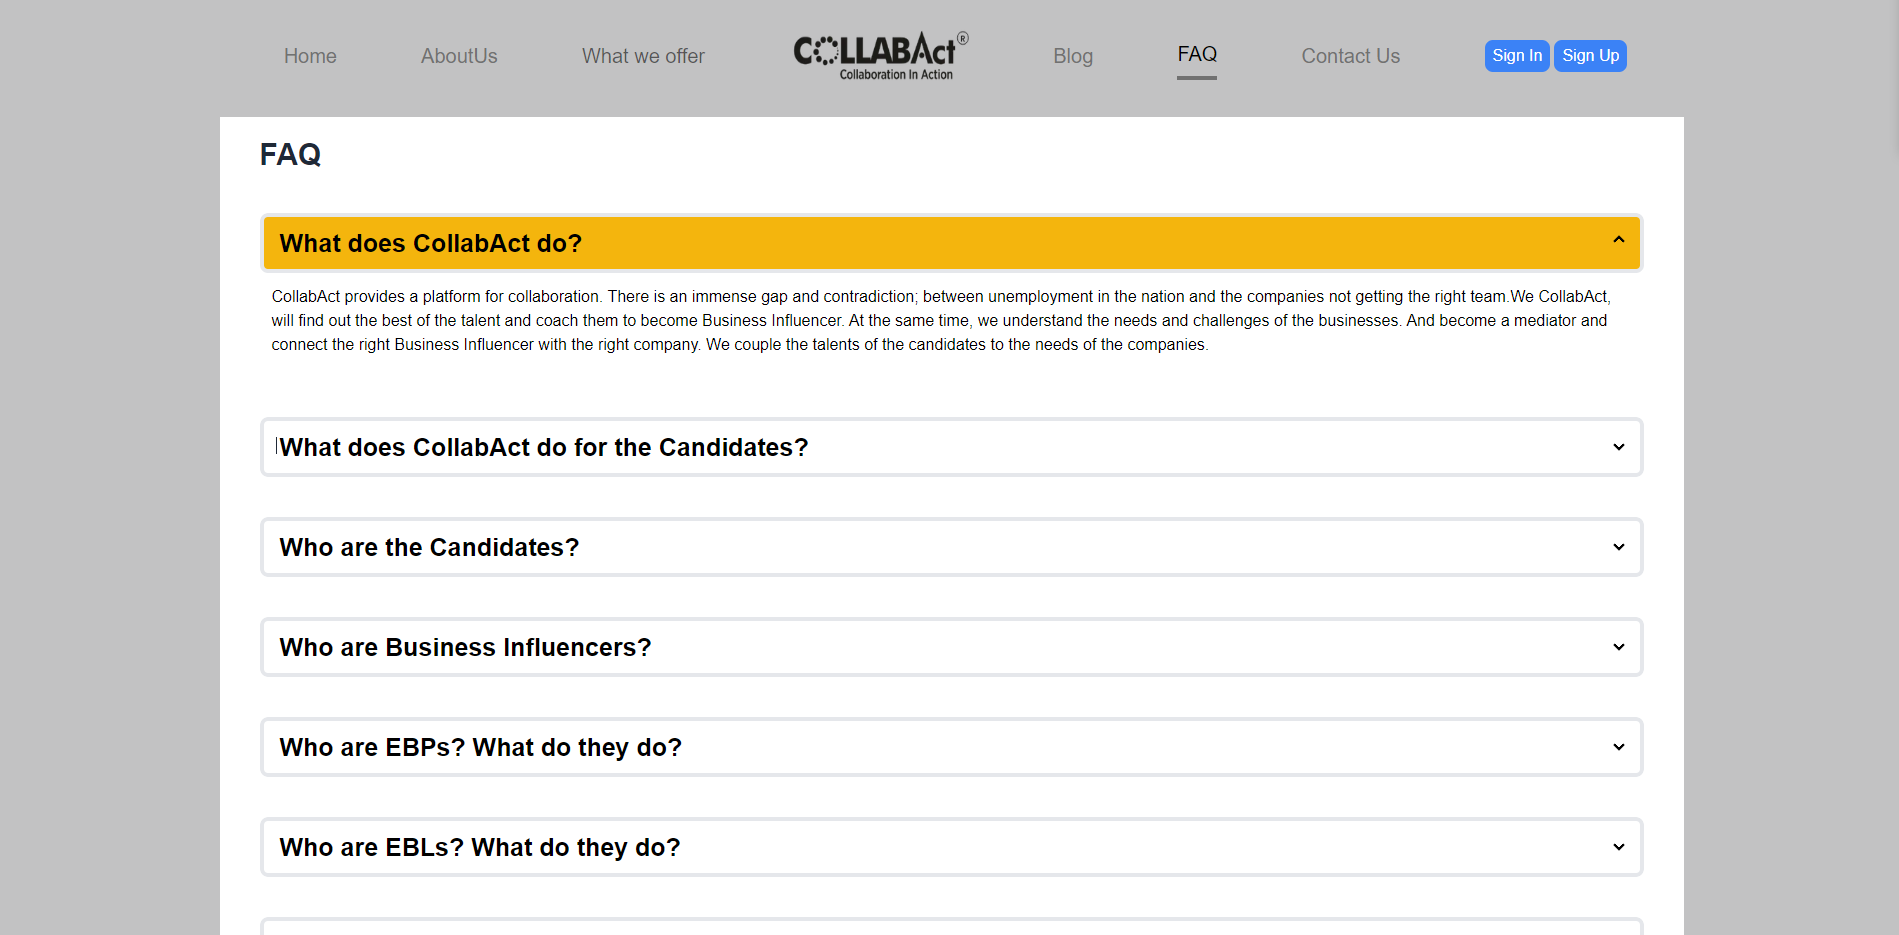 Home
AboutUs
What we offer
COLLABAct®
Collaboration In Action
Blog
FAQ
Contact Us
Sign In
Sign Up
FAQ
What does CollabAct do?
CollabAct provides a platform for collaboration. There is an immense gap and contradiction; between unemployment in the nation and the companies not getting the right team.We CollabAct,
will find out the best of the talent and coach them to become Business Influencer. At the same time, we understand the needs and challenges of the businesses. And become a mediator and
connect the right Business Influencer with the right company. We couple the talents of the candidates to the needs of the companies.
What does CollabAct do for the Candidates?
Who are the Candidates?
Who are Business Influencers?
Who are EBPs? What do they do?
Who are EBLs? What do they do?